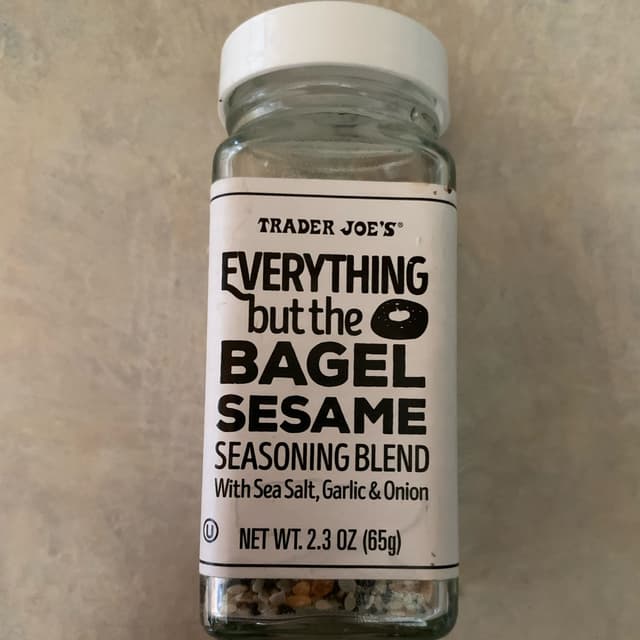 TRADER JOE'S®
EVERYTHING
but the
BAGEL
SESAME
SEASONING BLEND
With Sea Salt, Garlic & Onion
U
NET WT. 2.3 OZ (65g)